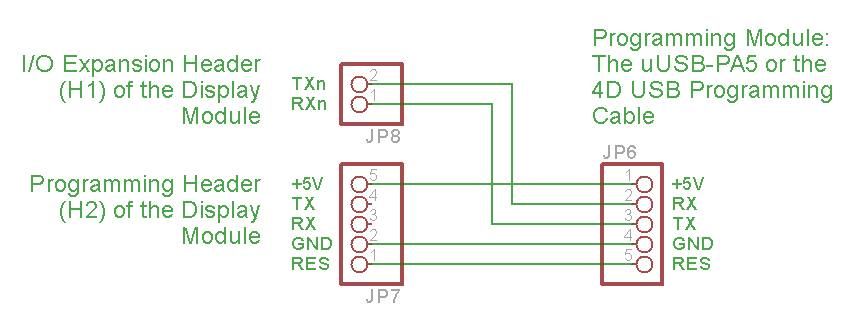 I/O Expansion Header
(H1) of the Display
Module
TXn
RXn
2
1
JP8
Programming Module:
The uUSB-PA5 or the
4D USB Programming
Cable
Programming Header
(H2) of the Display
Module
+5V
TX
RX
GND
RES
5
4
3
2
1
JP7
JP6
1
2
3
4
5
+5V
RX
TX
GND
RES